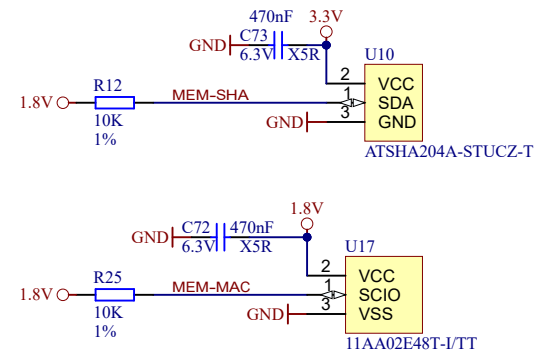 470nF 3.3V
GND C73
6.3V X5R U10
2 VCC
R12 1.8V MEM-SHA 1 SDA
10K GND 3 GND
1%
ATSHA204A-STUCZ-T
1.8V
C72 470nF
GND 6.3V X5R U17
2 VCC
R25 1.8V MEM-MAC 1 SCIO
10K GND 3 VSS
1%
11AA02E48T-I/TT